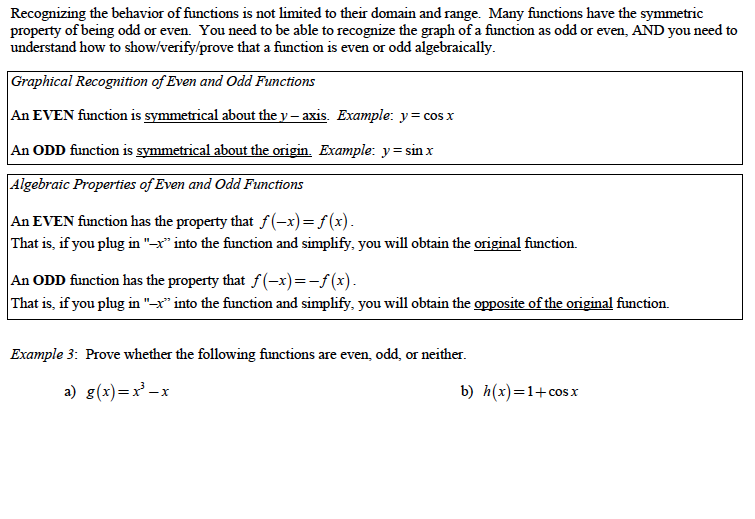 Recognizing the behavior of functions is not limited to their domain and range.  Many functions have the symmetric
property of being odd or even.  You need to be able to recognize the graph of a function as odd or even, AND you need to
understand how to show/verify/prove that a function is even or odd algebraically.
Graphical Recognition of Even and Odd Functions
An EVEN function is symmetrical about the y – axis.  Example:  y = cos x
An ODD function is symmetrical about the origin.  Example:  y = sin x
Algebraic Properties of Even and Odd Functions
An EVEN function has the property that f(−x) = f(x).
That is, if you plug in "–x” into the function and simplify, you will obtain the original function.
An ODD function has the property that f(−x) = −f(x).
That is, if you plug in "–x” into the function and simplify, you will obtain the opposite of the original function.
Example 3:  Prove whether the following functions are even, odd, or neither.
a)  g(x) = x³ − x
b)  h(x) = 1 + cos x